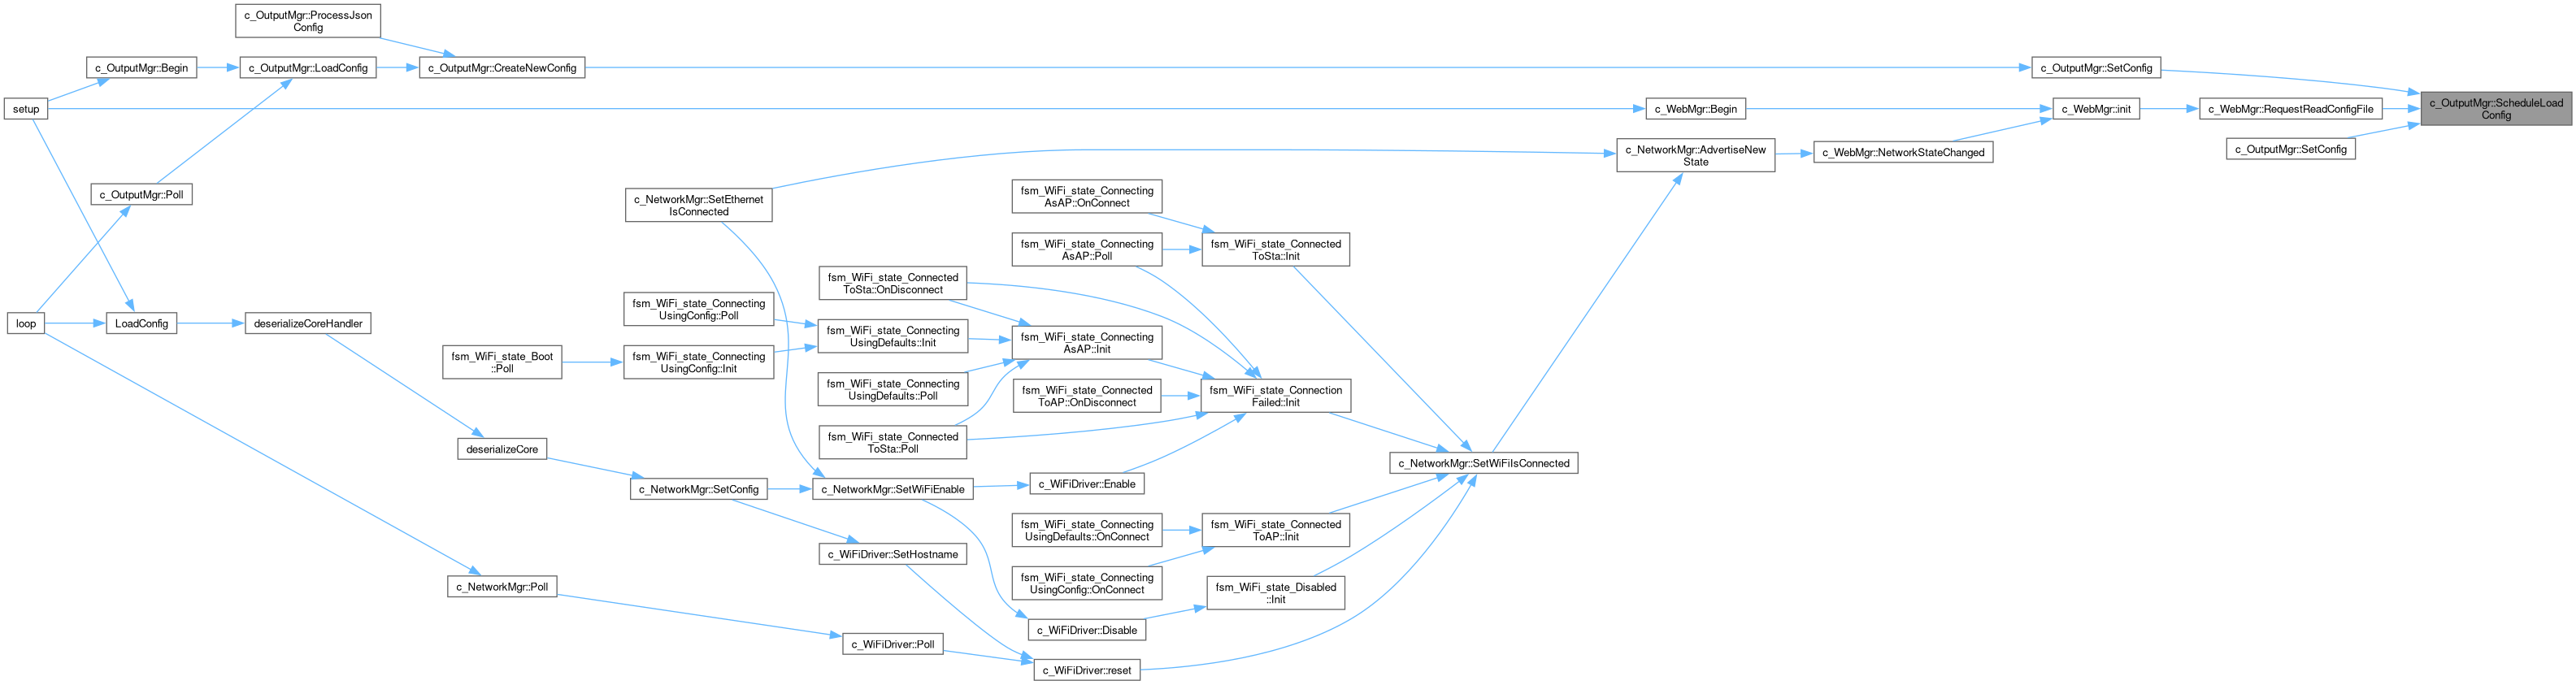 c_OutputMgr::ProcessJson
Config
c_OutputMgr::Begin
c_OutputMgr::LoadConfig
c_OutputMgr::CreateNewConfig
c_OutputMgr::SetConfig
setup
c_WebMgr::Begin
c_WebMgr::init
c_WebMgr::RequestReadConfigFile
c_OutputMgr::ScheduleLoad
Config
c_NetworkMgr::AdvertiseNew
State
c_WebMgr::NetworkStateChanged
c_OutputMgr::SetConfig
c_OutputMgr::Poll
c_NetworkMgr::SetEthernet
IsConnected
fsm_WiFi_state_Connecting
AsAP::OnConnect
fsm_WiFi_state_Connecting
AsAP::Poll
fsm_WiFi_state_Connected
ToSta::Init
fsm_WiFi_state_Connected
ToSta::OnDisconnect
fsm_WiFi_state_Connecting
UsingConfig::Poll
loop
LoadConfig
deserializeCoreHandler
fsm_WiFi_state_Connecting
UsingDefaults::Init
fsm_WiFi_state_Connecting
AsAP::Init
fsm_WiFi_state_Boot
::Poll
fsm_WiFi_state_Connecting
UsingConfig::Init
fsm_WiFi_state_Connecting
UsingDefaults::Poll
fsm_WiFi_state_Connected
ToAP::OnDisconnect
fsm_WiFi_state_Connection
Failed::Init
fsm_WiFi_state_Connected
ToSta::Poll
deserializeCore
c_NetworkMgr::SetWiFiIsConnected
c_NetworkMgr::SetConfig
c_NetworkMgr::SetWiFiEnable
c_WiFiDriver::Enable
fsm_WiFi_state_Connecting
UsingDefaults::OnConnect
fsm_WiFi_state_Connected
ToAP::Init
c_WiFiDriver::SetHostname
fsm_WiFi_state_Connecting
UsingConfig::OnConnect
fsm_WiFi_state_Disabled
::Init
c_NetworkMgr::Poll
c_WiFiDriver::Disable
c_WiFiDriver::Poll
c_WiFiDriver::reset